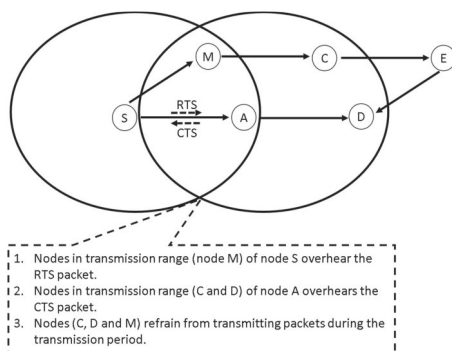 M
C
E
RTS
S
A
D
CTS
1. Nodes in transmission range (node M) of node S overhear the
RTS packet.
2. Nodes in transmission range (C and D) of node A overhears the
CTS packet.
3. Nodes (C, D and M) refrain from transmitting packets during the
transmission period.